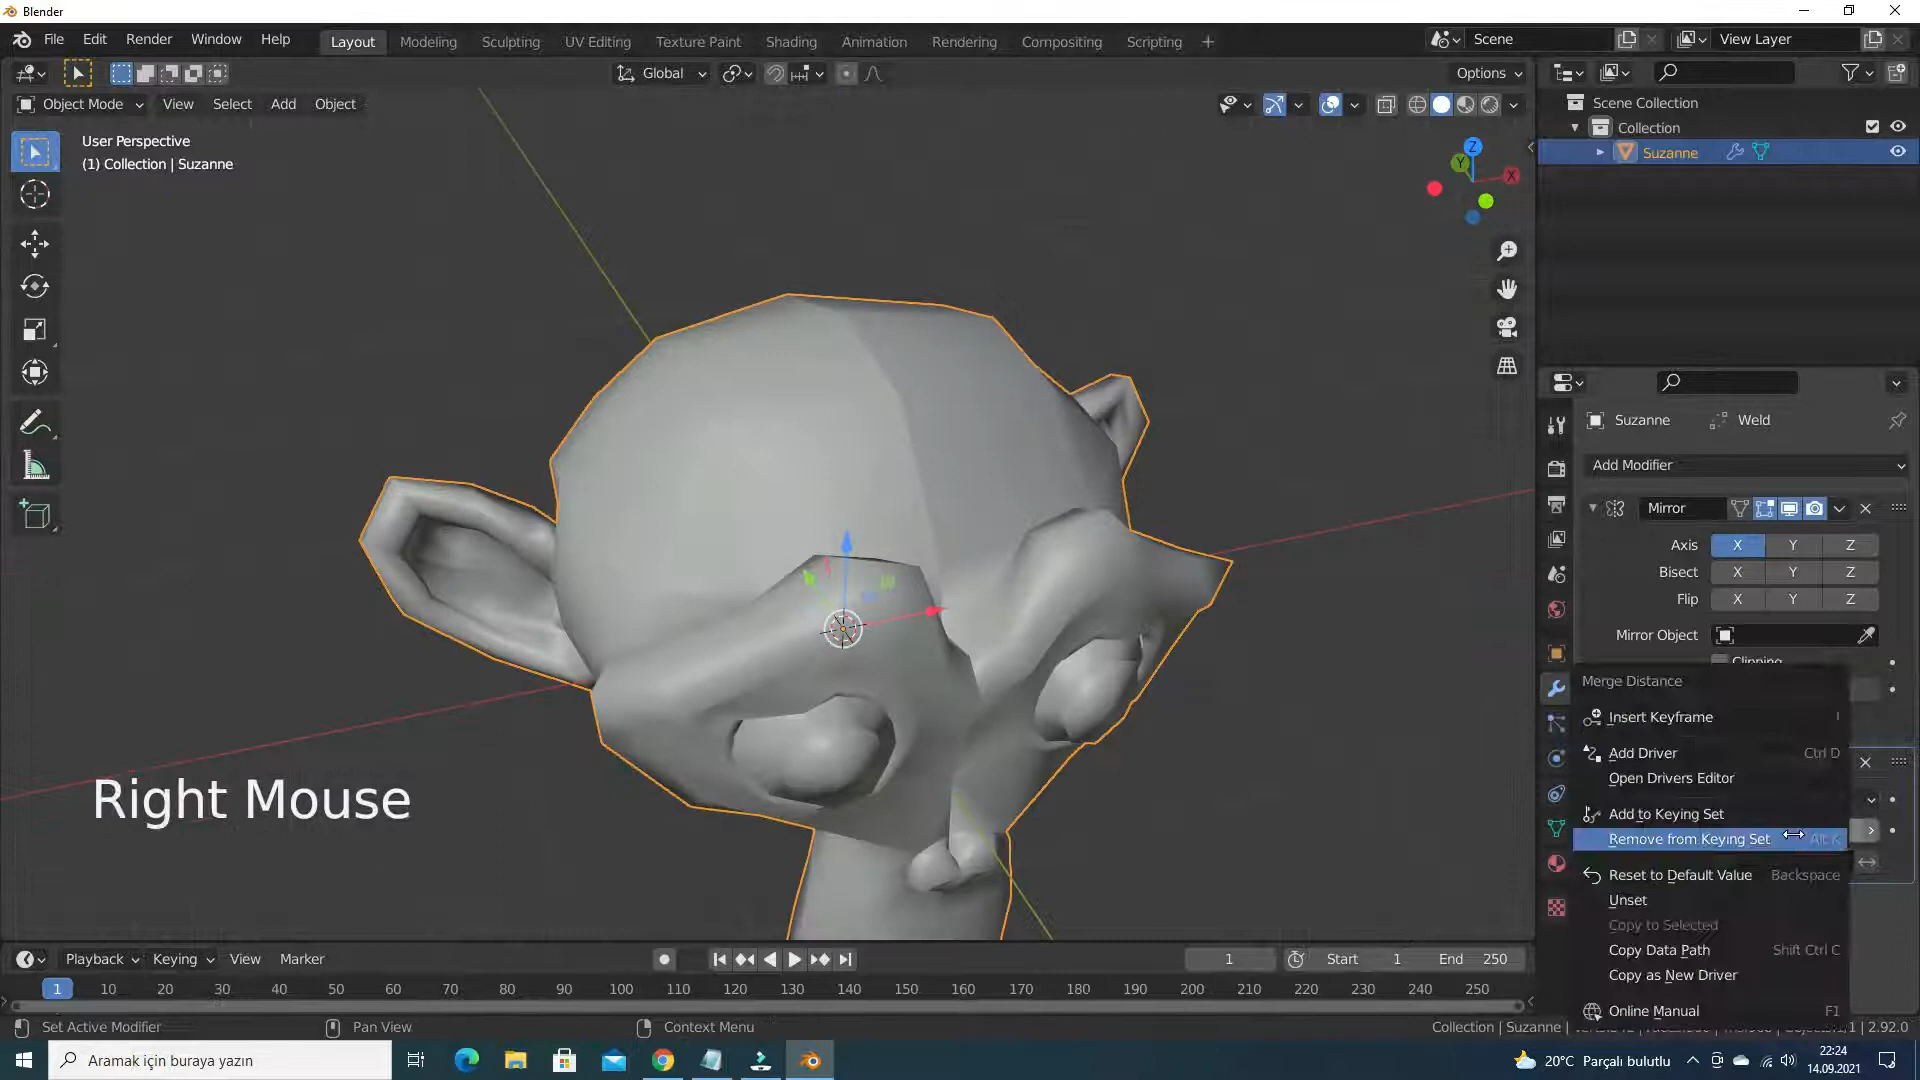 Blender
File Edit Render Window Help
Layout Modeling Sculpting UV Editing Texture Paint Shading Animation Rendering Compositing Scripting
Scene
View Layer
Global
Options
Object Mode View Select Add Object
User Perspective
(1) Collection | Suzanne
Z
Y
X
Scene Collection
Collection
Suzanne
Suzanne Weld
Add Modifier
Mirror
Axis X Y Z
Bisect X Y Z
Flip X Y Z
Mirror Object
Clipping
Merge Distance
Insert Keyframe I
Add Driver Ctrl D
Open Drivers Editor
Add to Keying Set
Remove from Keying Set Alt K
Reset to Default Value Backspace
Unset
Copy to Selected
Copy Data Path Shift Ctrl C
Copy as New Driver
Online Manual F1
Right Mouse
Playback Keying View Marker
1
Start 1
End 250
1 10 20 30 40 50 60 70 80 90 100 110 120 130 140 150 160 170 180 190 200 210 220 230 240 250
Set Active Modifier
Pan View
Context Menu
Collection | Suzanne | 1/1 | 2.92.0
Aramak için buraya yazın
20°C Parçalı bulutlu
22:24
14.09.2021